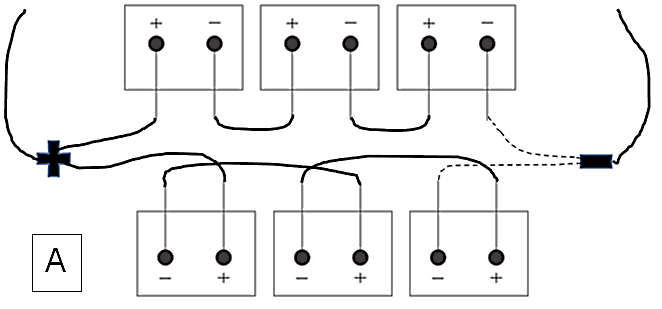 + − + − + −
A
− + − + − +